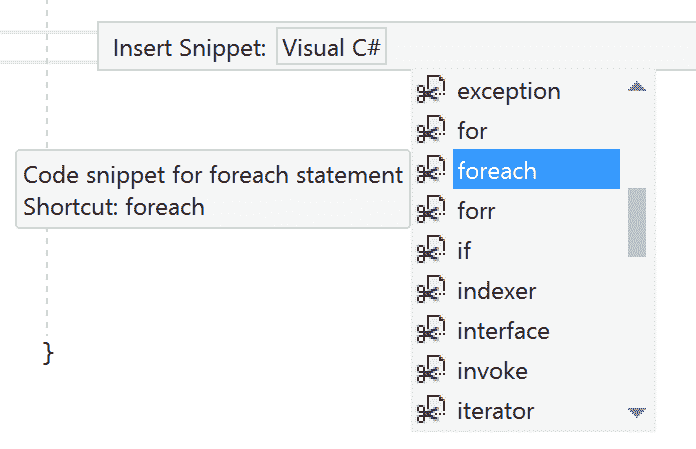 Insert Snippet: Visual C#
exception
for
Code snippet for foreach statement
Shortcut: foreach
foreach
forr
if
indexer
interface
invoke
iterator
}